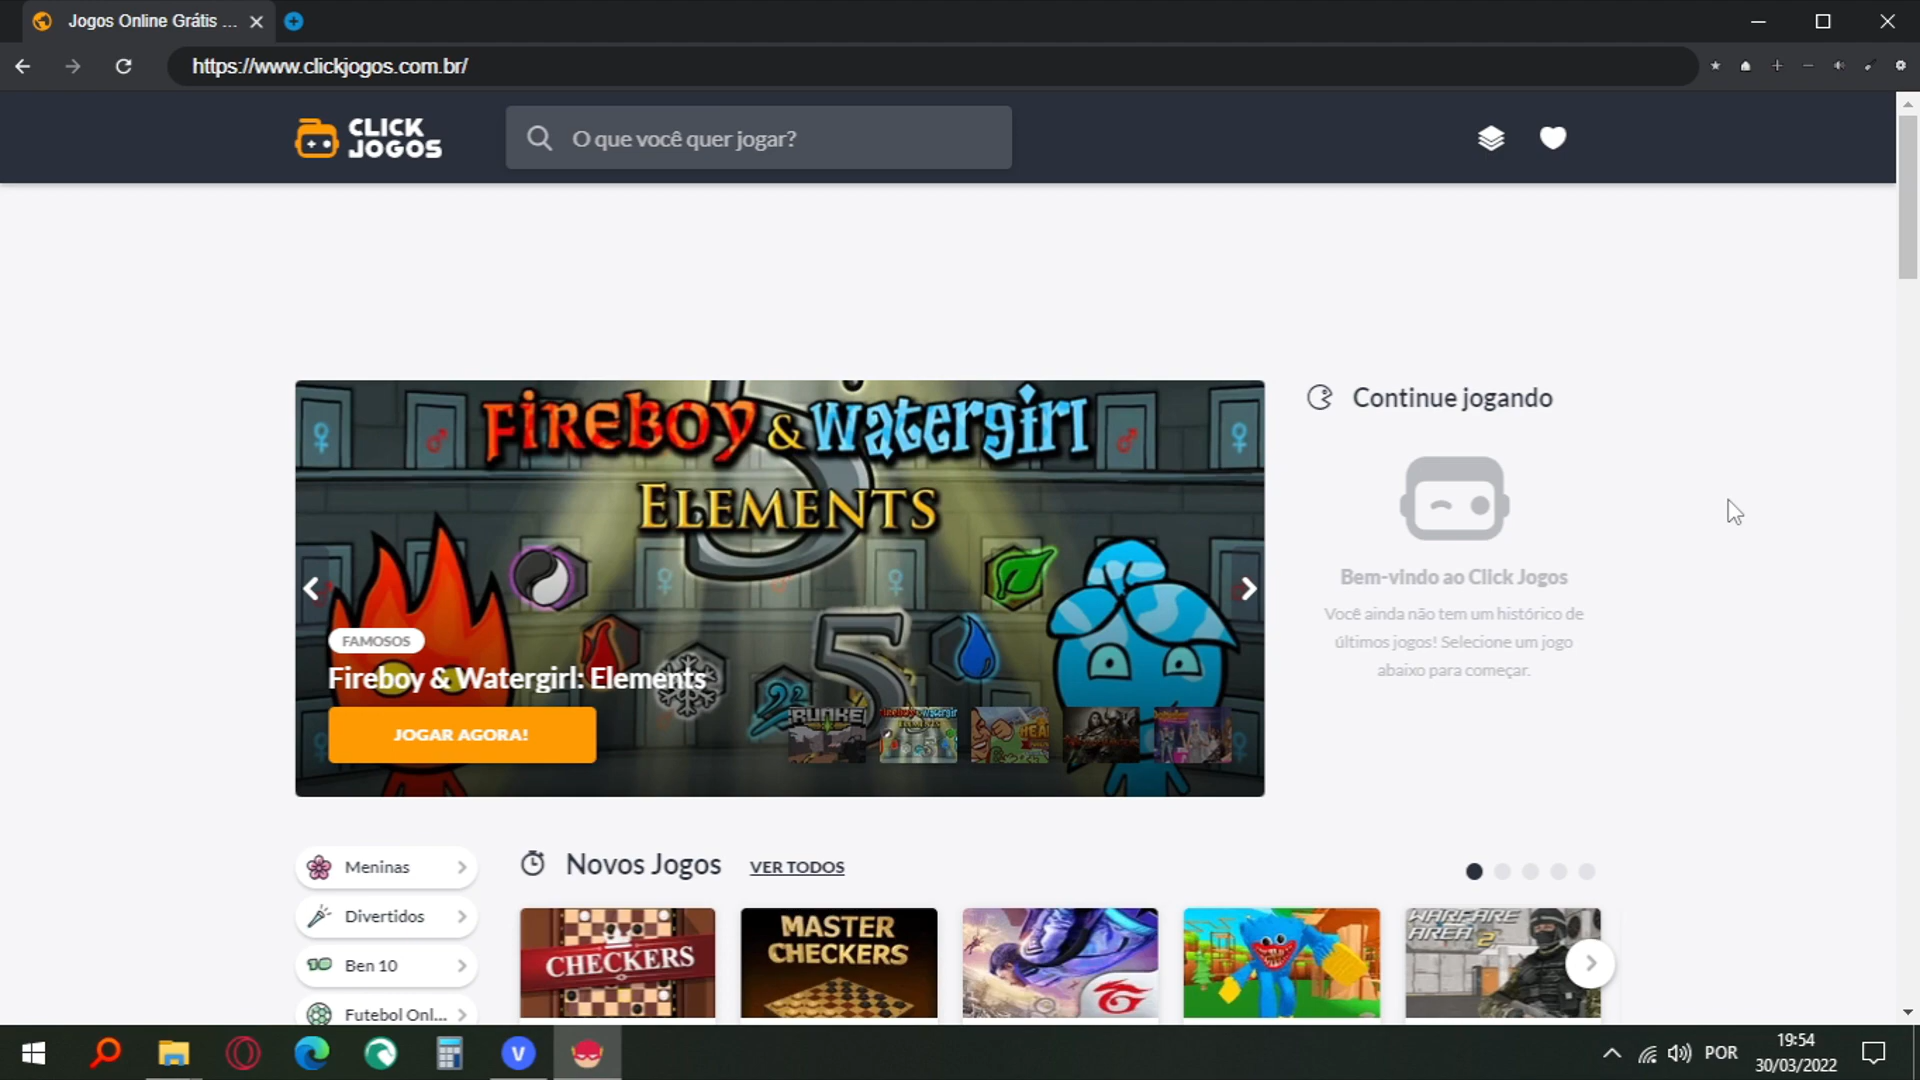 Jogos Online Grátis ...
https://www.clickjogos.com.br/
CLICK
JOGOS
O que você quer jogar?
FIREBOY & WATERGIRL
ELEMENTS
5
FAMOSOS
Fireboy & Watergirl: Elements
JOGAR AGORA!
Continue jogando
Bem-vindo ao Click Jogos
Você ainda não tem um histórico de
últimos jogos! Selecione um jogo
abaixo para começar.
Meninas
Divertidos
Ben 10
Futebol Onl...
Novos Jogos
VER TODOS
CHECKERS
MASTER
CHECKERS
WARFARE
AREA 2
POR
19:54
30/03/2022